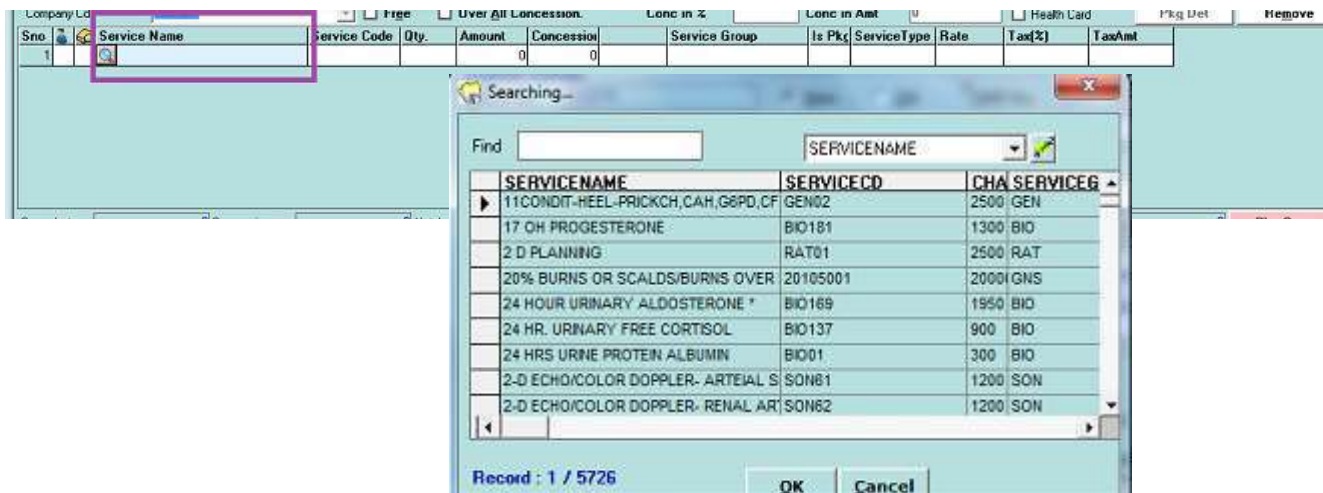 Free Over All Concession. Conc in % Conc in Amt 0 Health Card Pkg Det Remove
Sno Service Name Service Code Qty. Amount Concession Service Group Is Pkg ServiceType Rate Tax(%) TaxAmt
1 0 0
Searching...
Find SERVICENAME
SERVICENAME SERVICECD CHA SERVICEG
11CONDIT-HEEL-PRICKCH,CAH,G6PD,CF GEN02 2500 GEN
17 OH PROGESTERONE BIO181 1300 BIO
2 D PLANNING RAT01 2500 RAT
20% BURNS OR SCALDS/BURNS OVER 20105001 2000 GNS
24 HOUR URINARY ALDOSTERONE * BIO169 1950 BIO
24 HR. URINARY FREE CORTISOL BIO137 900 BIO
24 HRS URINE PROTEIN ALBUMIN BIO01 300 BIO
2-D ECHO/COLOR DOPPLER- ARTEIAL S SON61 1200 SON
2-D ECHO/COLOR DOPPLER- RENAL ART SON62 1200 SON
Record : 1 / 5726
OK Cancel